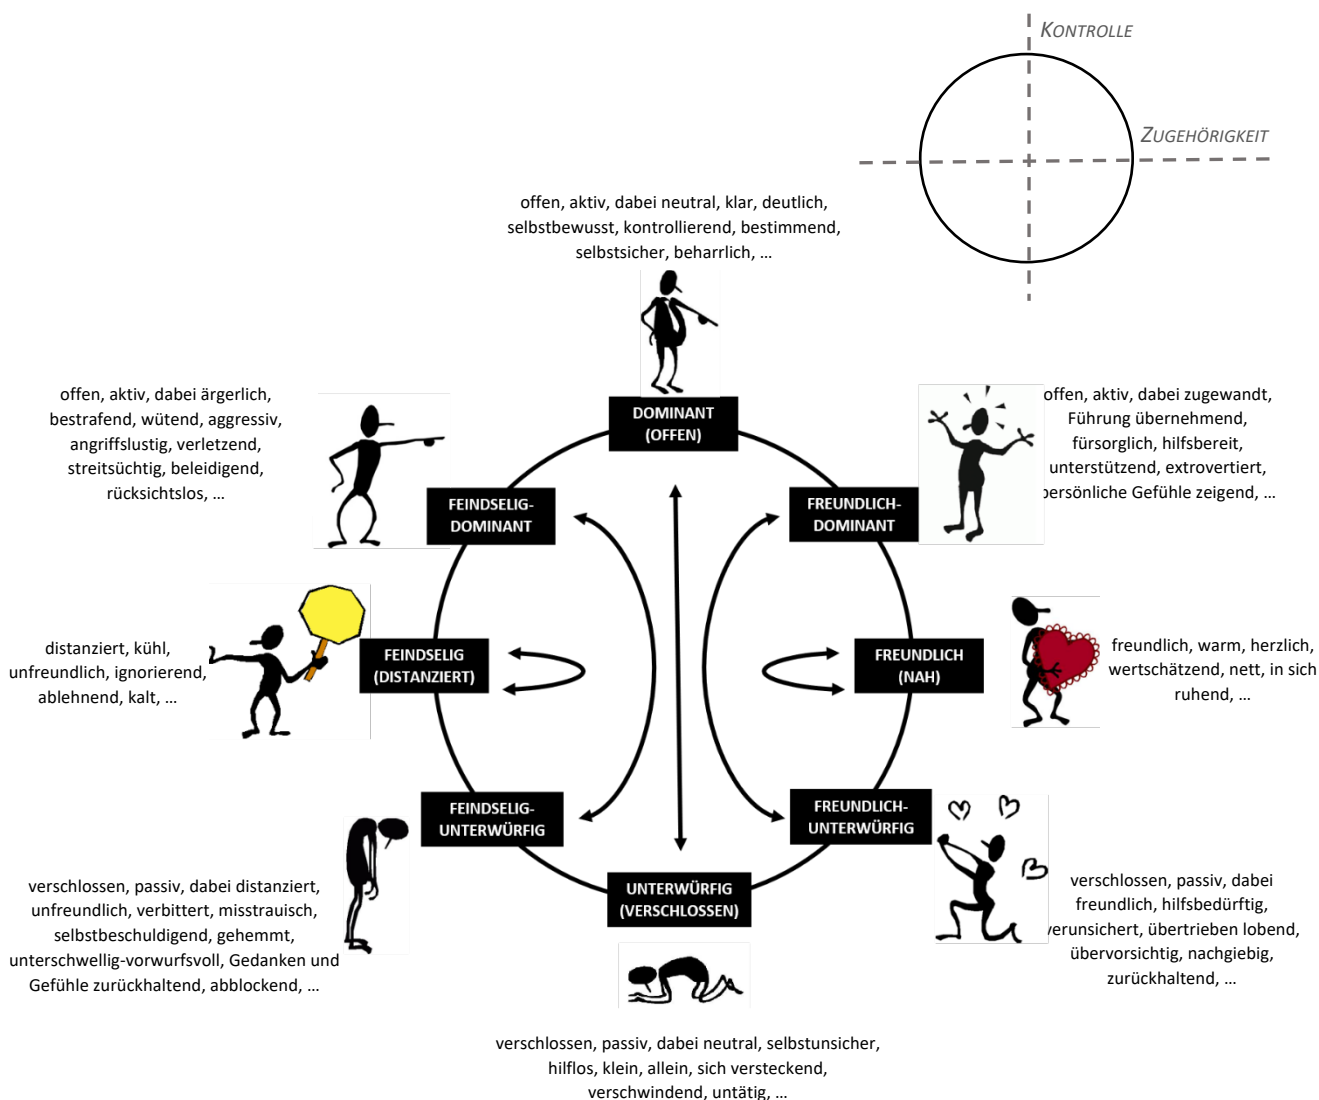 KONTROLLE
ZUGEHÖRIGKEIT
offen, aktiv, dabei neutral, klar, deutlich,
selbstbewusst, kontrollierend, bestimmend,
selbstsicher, beharrlich, …
offen, aktiv, dabei ärgerlich,
bestrafend, wütend, aggressiv,
angriffslustig, verletzend,
streitsüchtig, beleidigend,
rücksichtslos, …
offen, aktiv, dabei zugewandt,
Führung übernehmend,
fürsorglich, hilfsbereit,
unterstützend, extrovertiert,
persönliche Gefühle zeigend, …
DOMINANT
(OFFEN)
FEINDSELIG-
DOMINANT
FREUNDLICH-
DOMINANT
distanziert, kühl,
unfreundlich, ignorierend,
ablehnend, kalt, …
FEINDSELIG
(DISTANZIERT)
FREUNDLICH
(NAH)
freundlich, warm, herzlich,
wertschätzend, nett, in sich
ruhend, …
FEINDSELIG-
UNTERWÜRFIG
FREUNDLICH-
UNTERWÜRFIG
UNTERWÜRFIG
(VERSCHLOSSEN)
verschlossen, passiv, dabei distanziert,
unfreundlich, verbittert, misstrauisch,
selbstbeschuldigend, gehemmt,
unterschwellig-vorwurfsvoll, Gedanken und
Gefühle zurückhaltend, abblockend, …
verschlossen, passiv, dabei
freundlich, hilfsbedürftig,
verunsichert, übertrieben lobend,
übervorsichtig, nachgiebig,
zurückhaltend, …
verschlossen, passiv, dabei neutral, selbstunsicher,
hilflos, klein, allein, sich versteckend,
verschwindend, untätig, …